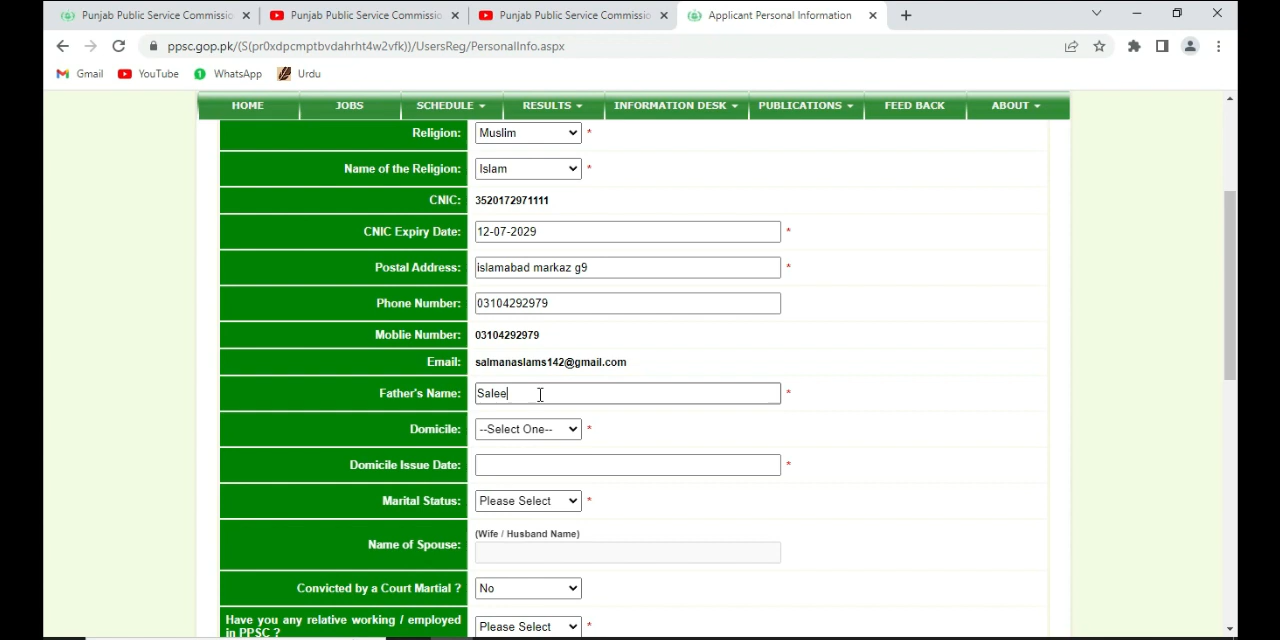 Punjab Public Service Commissio
Punjab Public Service Commissio
Punjab Public Service Commissio
Applicant Personal Information
ppsc.gop.pk/(S(pr0xdpcmptbvdahrht4w2vfk))/UsersReg/PersonalInfo.aspx
Gmail YouTube WhatsApp Urdu
HOME JOBS SCHEDULE RESULTS INFORMATION DESK PUBLICATIONS FEED BACK ABOUT
Religion: Muslim *
Name of the Religion: Islam *
CNIC: 3520172971111
CNIC Expiry Date: 12-07-2029 *
Postal Address: islamabad markaz g9 *
Phone Number: 03104292979
Moblie Number: 03104292979
Email: salmanaslams142@gmail.com
Father's Name: Salee *
Domicile: --Select One-- *
Domicile Issue Date: *
Marital Status: Please Select *
(Wife / Husband Name)
Name of Spouse:
Convicted by a Court Martial ? No
Have you any relative working / employed
in PPSC ? Please Select *